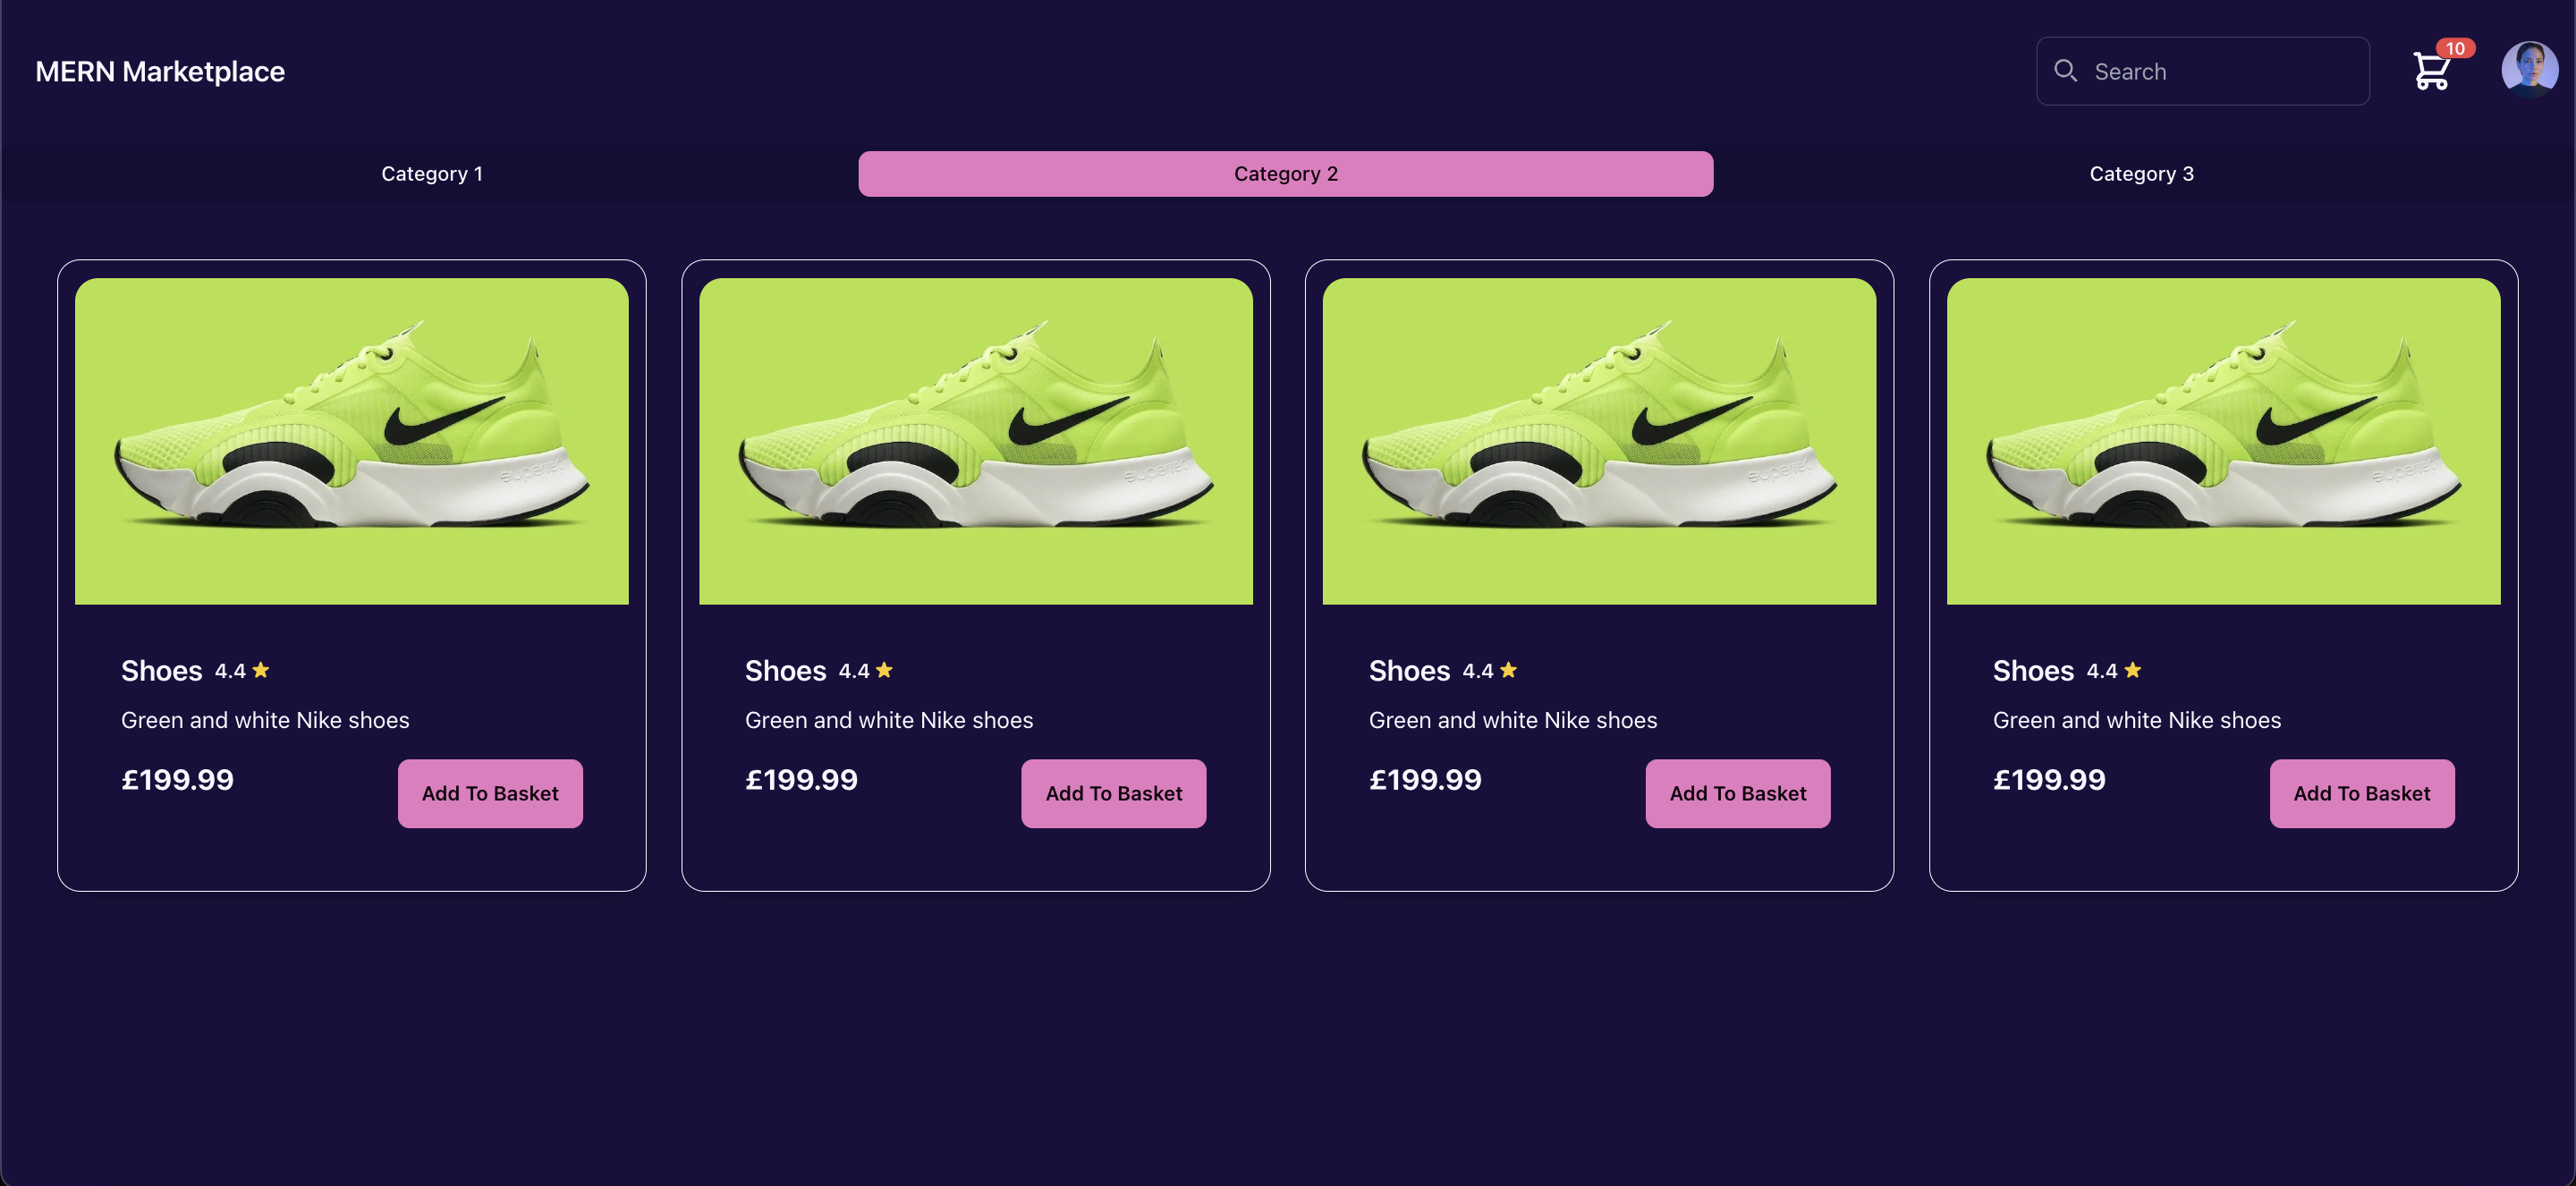 MERN Marketplace
Search
10
Category 1
Category 2
Category 3
Shoes 4.4
Green and white Nike shoes
£199.99
Add To Basket
Shoes 4.4
Green and white Nike shoes
£199.99
Add To Basket
Shoes 4.4
Green and white Nike shoes
£199.99
Add To Basket
Shoes 4.4
Green and white Nike shoes
£199.99
Add To Basket